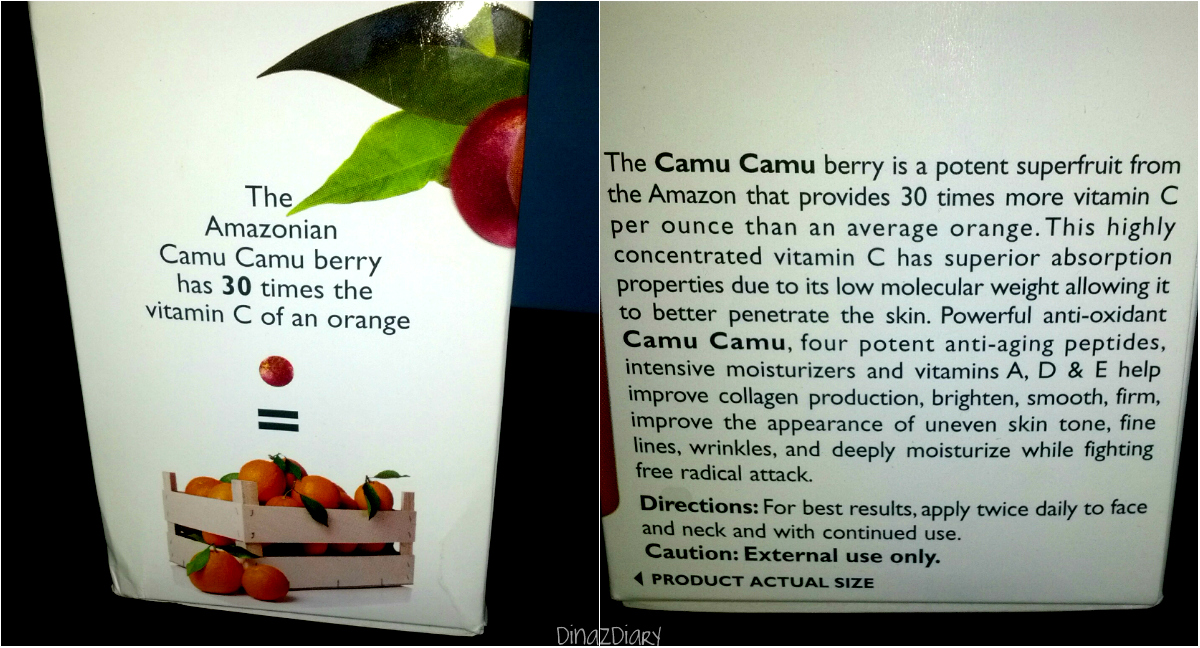 The
Amazonian
Camu Camu berry
has 30 times the
vitamin C of an orange
=
The Camu Camu berry is a potent superfruit from
the Amazon that provides 30 times more vitamin C
per ounce than an average orange. This highly
concentrated vitamin C has superior absorption
properties due to its low molecular weight allowing it
to better penetrate the skin. Powerful anti-oxidant
Camu Camu, four potent anti-aging peptides,
intensive moisturizers and vitamins A, D & E help
improve collagen production, brighten, smooth, firm,
improve the appearance of uneven skin tone, fine
lines, wrinkles, and deeply moisturize while fighting
free radical attack.
Directions: For best results, apply twice daily to face
and neck and with continued use.
Caution: External use only.
◀ PRODUCT ACTUAL SIZE
DinazDiary